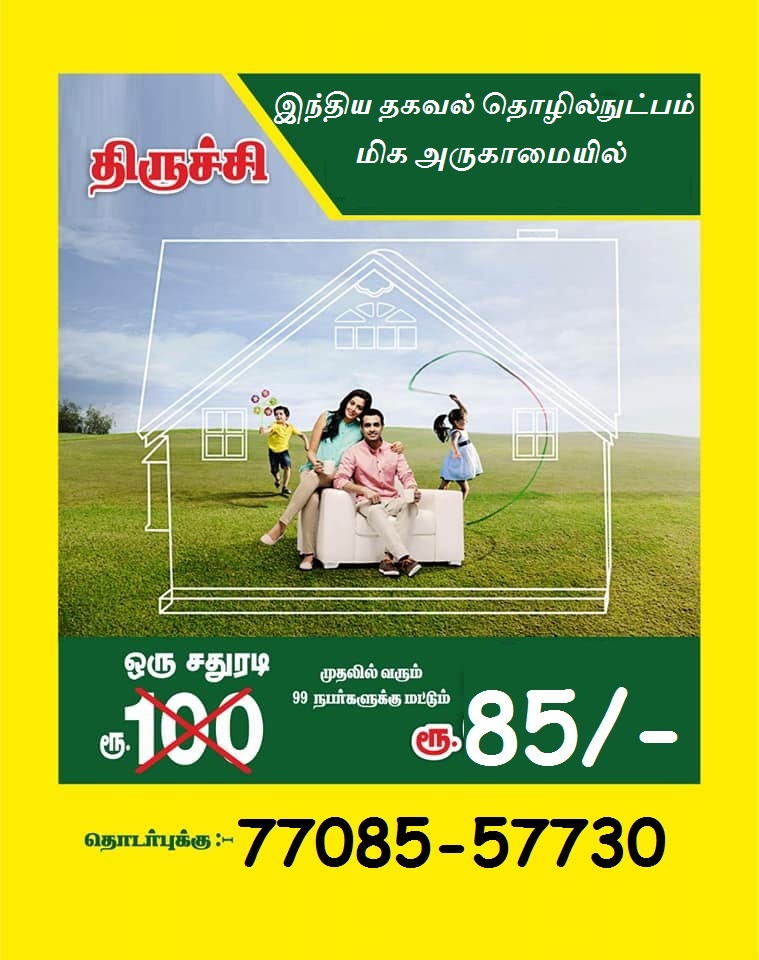 திருச்சி
இந்திய தகவல் தொழில்நுட்பம்
மிக அருகாமையில்
ஒரு சதுரடி
ரூ.100
முதலில் வரும்
99 நபர்களுக்கு மட்டும்
ரூ.85/-
தொடர்புக்கு :- 77085-57730